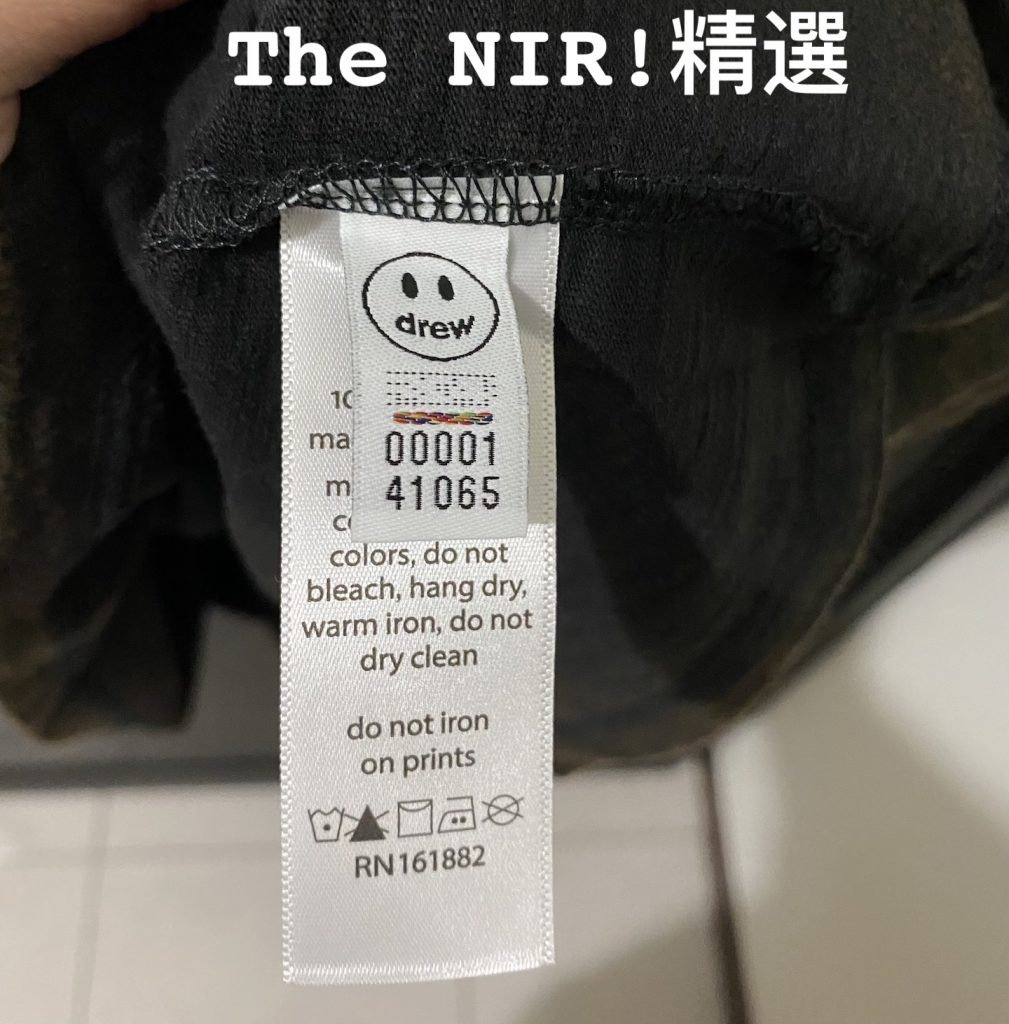 The NIR!精選
drew
00001
41065
colors, do not
bleach, hang dry,
warm iron, do not
dry clean
do not iron
on prints
RN161882